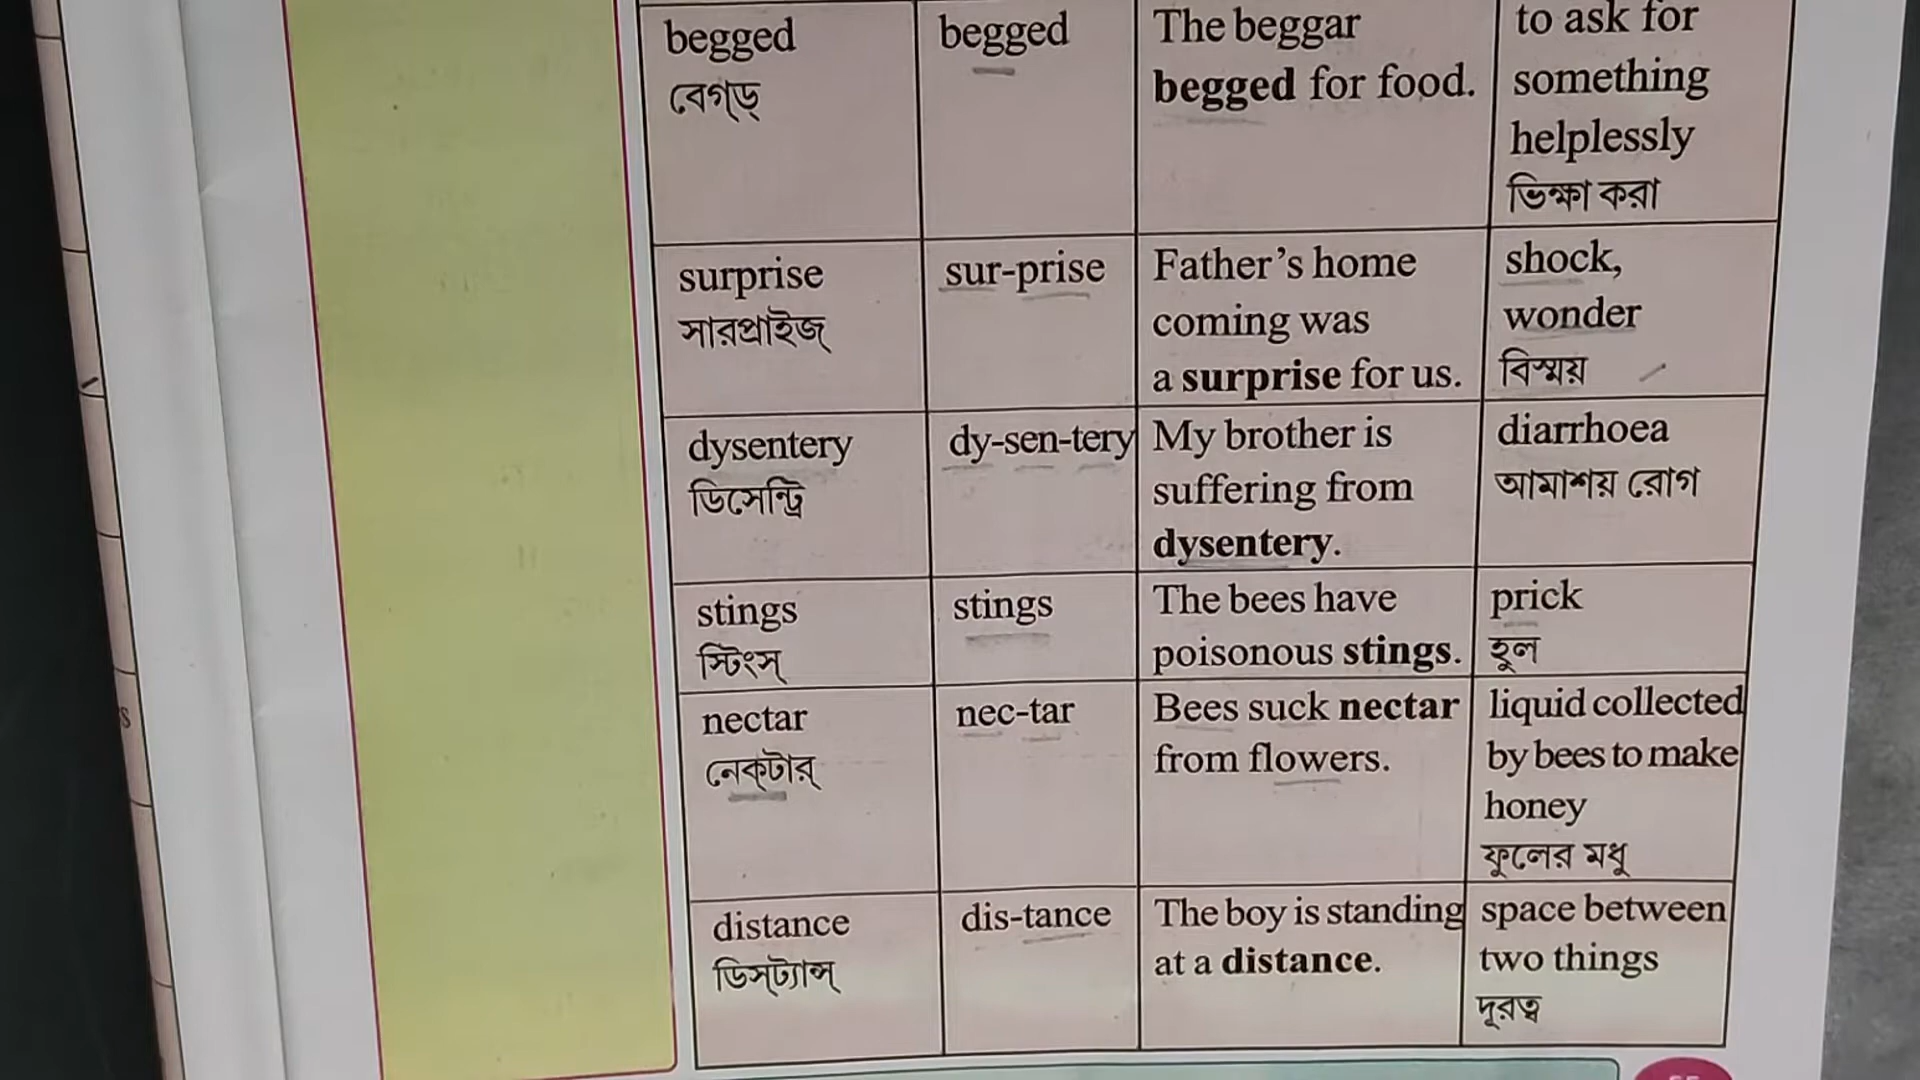 begged
বেগ্ড্
begged
The beggar
begged for food.
to ask for
something
helplessly
ভিক্ষা করা
surprise
সারপ্রাইজ্
sur-prise
Father’s home
coming was
a surprise for us.
shock,
wonder
বিস্ময়
dysentery
ডিসেন্ট্রি
dy-sen-tery
My brother is
suffering from
dysentery.
diarrhoea
আমাশয় রোগ
stings
স্টিংস্
stings
The bees have
poisonous stings.
prick
হূল
nectar
নেক্টার্
nec-tar
Bees suck nectar
from flowers.
liquid collected
by bees to make
honey
ফুলের মধু
distance
ডিস্ট্যান্স্
dis-tance
The boy is standing
at a distance.
space between
two things
দূরত্ব
s